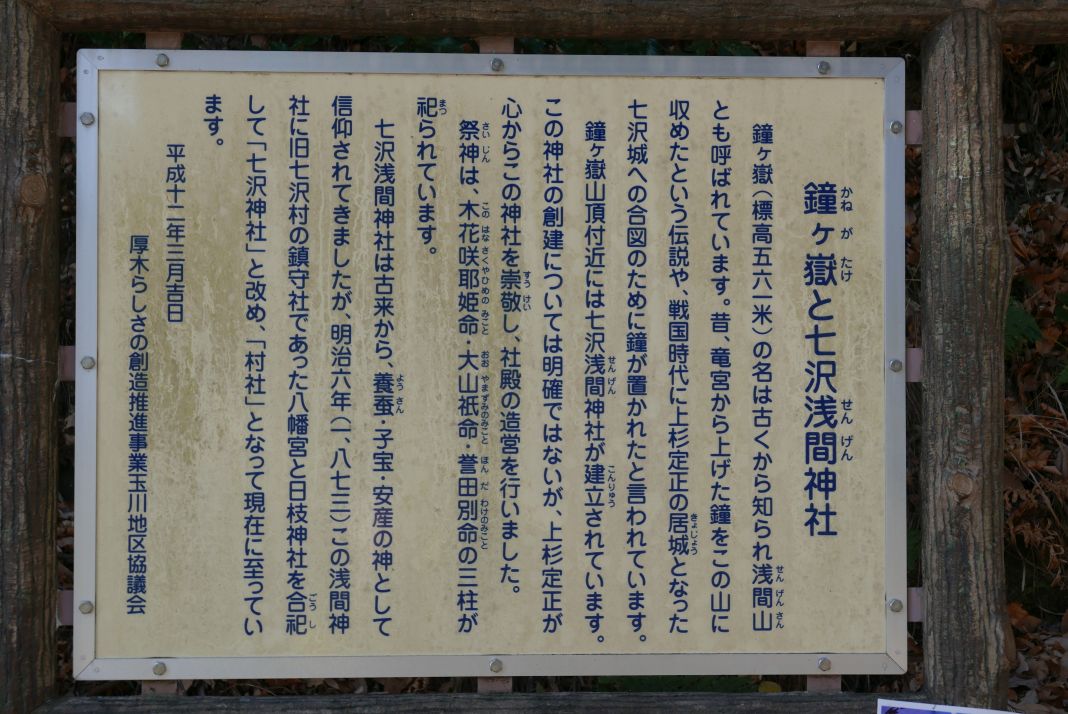 鐘ヶ嶽と七沢浅間神社
鐘ヶ嶽（標高五六一米）の名は古くから知られ浅間山
とも呼ばれています。昔、竜宮から上げた鐘をこの山に
収めたという伝説や、戦国時代に上杉定正の居城となった
七沢城への合図のために鐘が置かれたと言われています。
鐘ヶ嶽山頂付近には七沢浅間神社が建立されています。
この神社の創建については明確ではないが、上杉定正が
心からこの神社を崇敬し、社殿の造営を行いました。
祭神は、木花咲耶姫命・大山祇命・誉田別命の三柱が
祀られています。
七沢浅間神社は古来から、養蚕・子宝・安産の神として
信仰されてきましたが、明治六年（一、八七三）この浅間神
社に旧七沢村の鎮守社であった八幡宮と日枝神社を合祀
して「七沢神社」と改め、「村社」となって現在に至ってい
ます。
平成十二年三月吉日
厚木らしさの創造推進事業玉川地区協議会